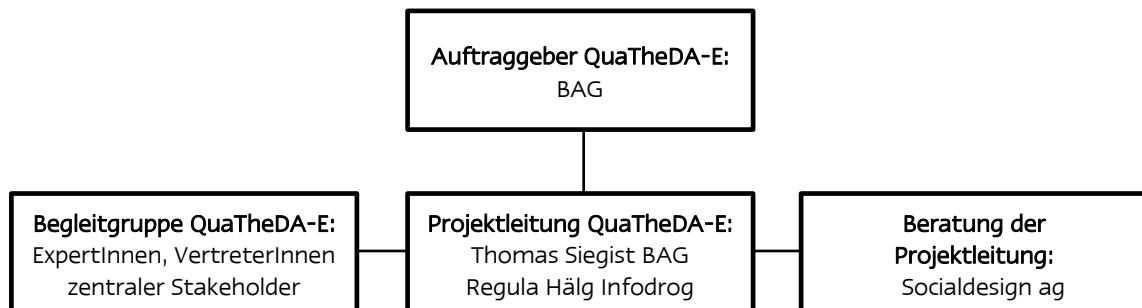 Auftraggeber QuaTheDA-E:
BAG
Begleitgruppe QuaTheDA-E:
ExpertInnen, VertreterInnen
zentraler Stakeholder
Projektleitung QuaTheDA-E:
Thomas Siegist BAG
Regula Hälg Infodrog
Beratung der
Projektleitung:
Socialdesign ag